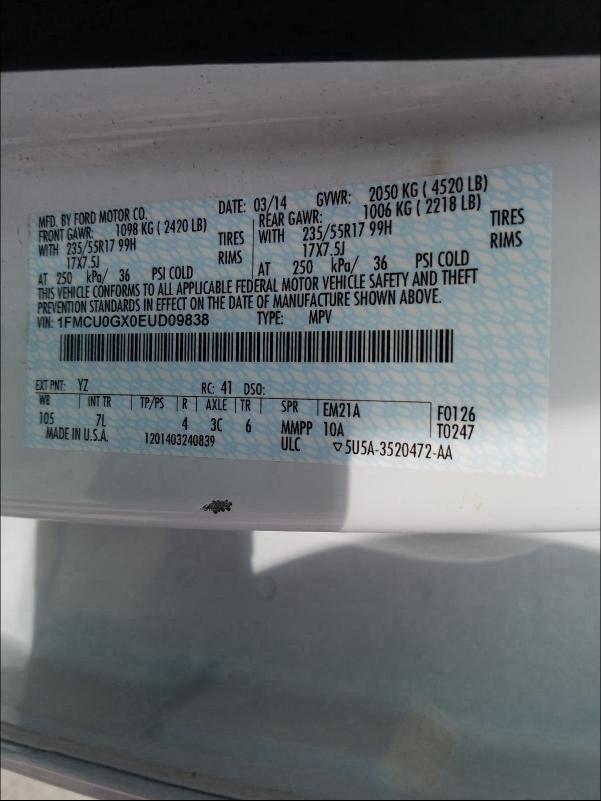 MFD. BY FORD MOTOR CO. DATE: 03/14 GVWR: 2050 KG ( 4520 LB)
FRONT GAWR: 1098 KG ( 2420 LB) REAR GAWR: 1006 KG ( 2218 LB)
WITH 235/55R17 99H TIRES WITH 235/55R17 99H TIRES
17X7.5J RIMS 17X7.5J RIMS
AT 250 kPa/ 36 PSI COLD AT 250 kPa/ 36 PSI COLD
THIS VEHICLE CONFORMS TO ALL APPLICABLE FEDERAL MOTOR VEHICLE SAFETY AND THEFT
PREVENTION STANDARDS IN EFFECT ON THE DATE OF MANUFACTURE SHOWN ABOVE.
VIN: 1FMCU0GX0EUD09838 TYPE: MPV
EXT PNT: YZ RC: 41 DSO:
WB INT TR TP/PS R AXLE TR SPR EM21A F0126
105 7L 4 3C 6 MMPP 10A T0247
MADE IN U.S.A. 1201403240839 ULC ▽5U5A-3520472-AA